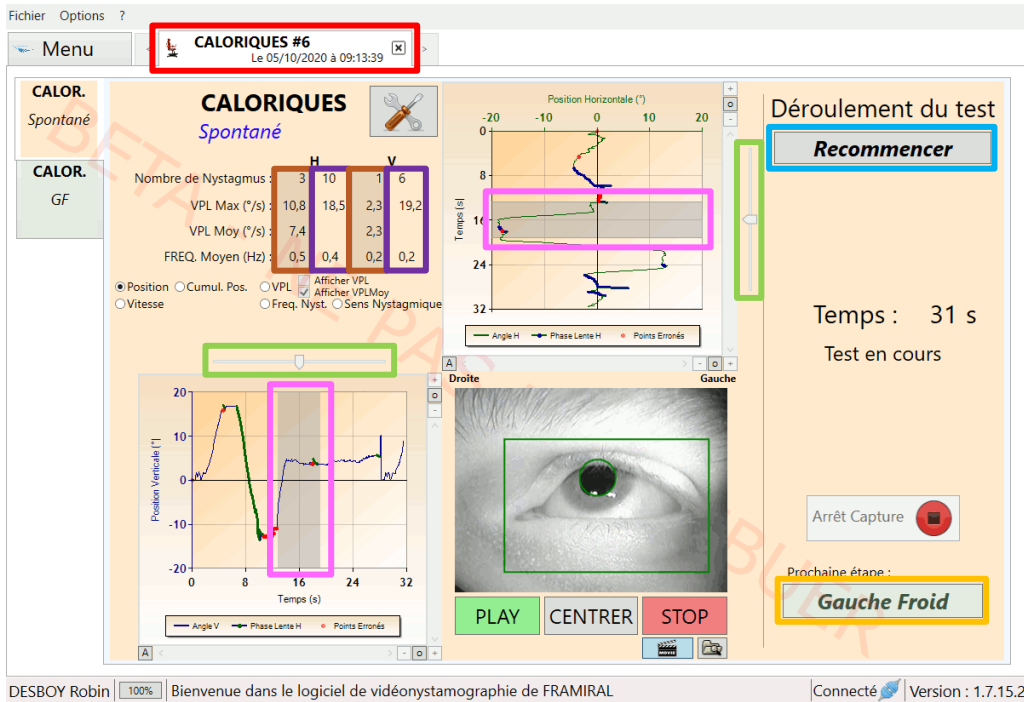 Fichier Options ?
Menu
CALORIQUES #6
Le 05/10/2020 à 09:13:39
CALOR.
Spontané
CALOR.
GF
CALORIQUES
Spontané
H V
Nombre de Nystagmus : 3 10 1 6
VPL Max (°/s) : 10,8 18,5 2,3 19,2
VPL Moy (°/s) : 7,4 2,3
FREQ. Moyen (Hz) : 0,5 0,4 0,2 0,2
Position Cumul. Pos. VPL Afficher VPL
Afficher VPLMoy
Vitesse Freq. Nyst. Sens Nystagmique
Position Horizontale (°)
-20 -10 0 10 20
Temps (s)
0
8
16
24
32
Angle H Phase Lente H Points Erronés
A - o +
Droite Gauche
Position Verticale (°)
20
10
0
-10
-20
0 8 16 24 32
Temps (s)
Angle V Phase Lente H Points Erronés
A - o +
PLAY CENTRER STOP
MOVIE
Déroulement du test
Recommencer
Temps : 31 s
Test en cours
Arrêt Capture
Prochaine étape :
Gauche Froid
BETA - NE PAS
BUER
DESBOY Robin 100% Bienvenue dans le logiciel de vidéonystamographie de FRAMIRAL Connecté Version : 1.7.15.2